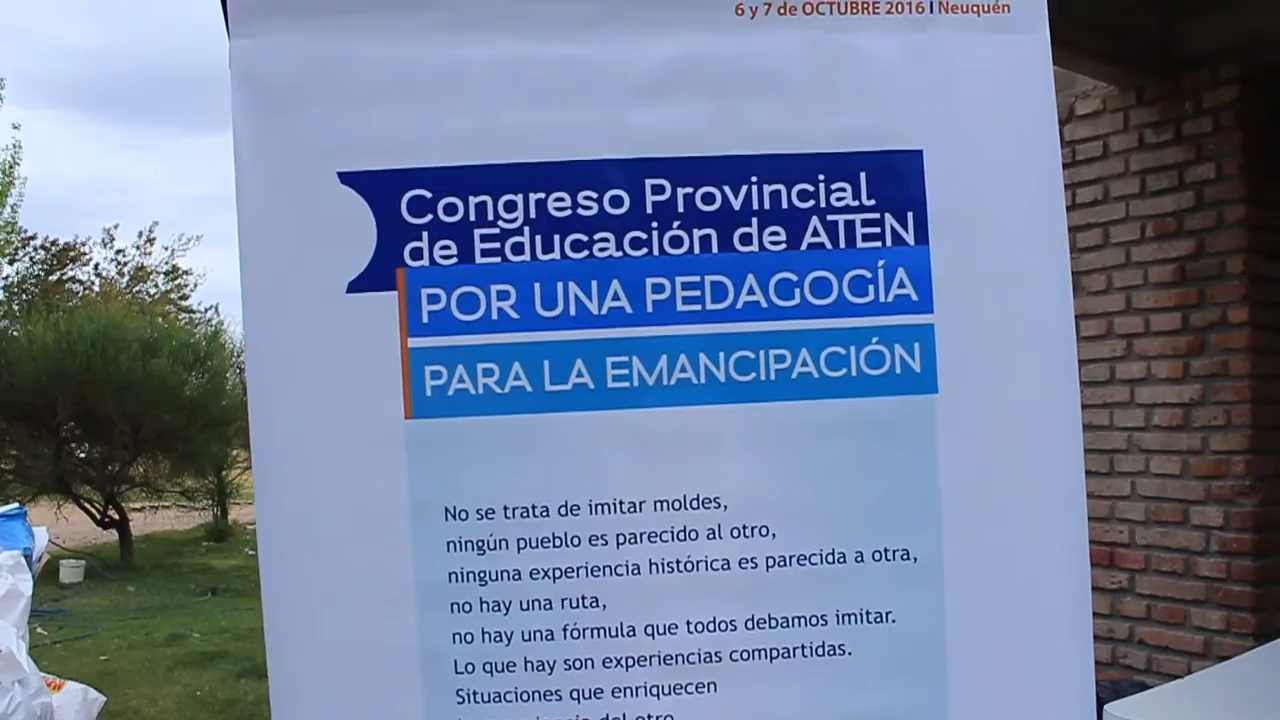 6 y 7 de OCTUBRE 2016 | Neuquén
Congreso Provincial
de Educación de ATEN
POR UNA PEDAGOGÍA
PARA LA EMANCIPACIÓN
No se trata de imitar moldes,
ningún pueblo es parecido al otro,
ninguna experiencia histórica es parecida a otra,
no hay una ruta,
no hay una fórmula que todos debamos imitar.
Lo que hay son experiencias compartidas.
Situaciones que enriquecen
del otro